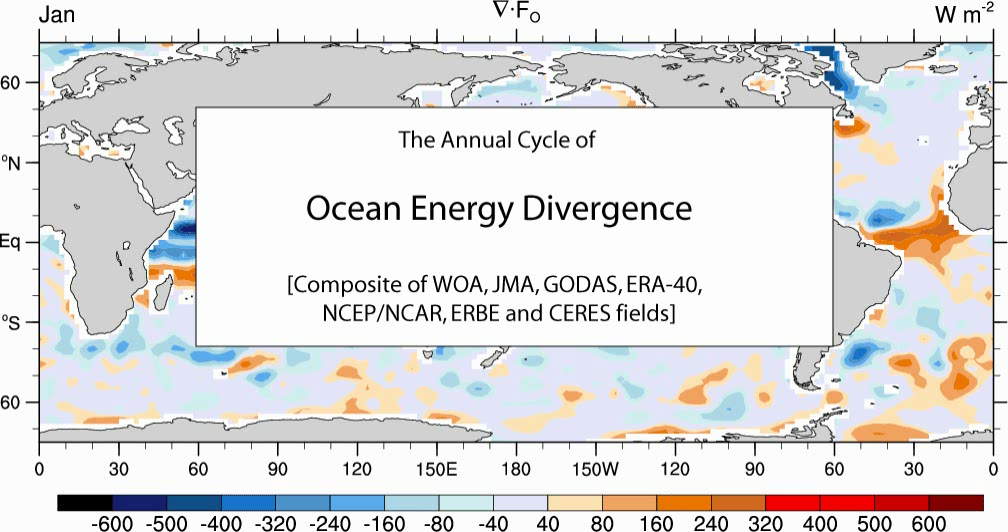 Jan
∇·F_O
W m⁻²
The Annual Cycle of
Ocean Energy Divergence
[Composite of WOA, JMA, GODAS, ERA-40,
NCEP/NCAR, ERBE and CERES fields]
60
°N
Eq
°S
60
0 30 60 90 120 150E 180 150W 120 90 60 30 0
-600 -500 -400 -320 -240 -160 -80 -40 40 80 160 240 320 400 500 600